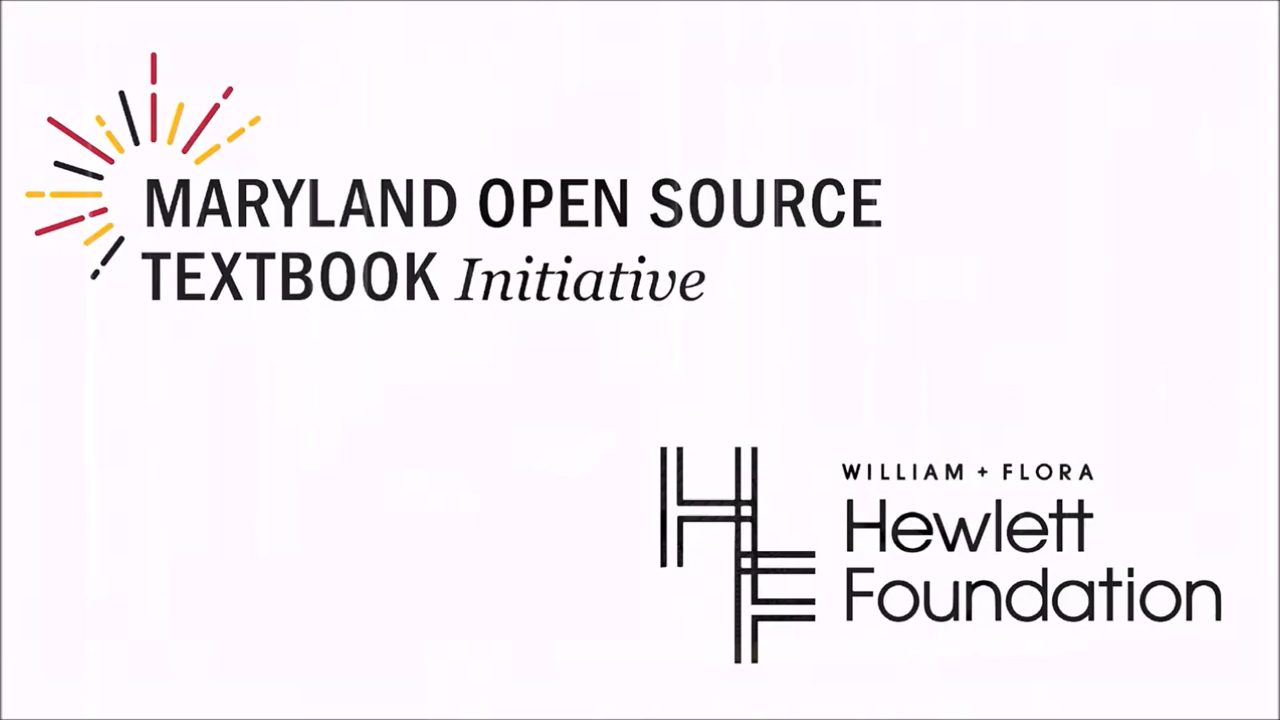 MARYLAND OPEN SOURCE
TEXTBOOK Initiative
WILLIAM + FLORA
Hewlett
Foundation